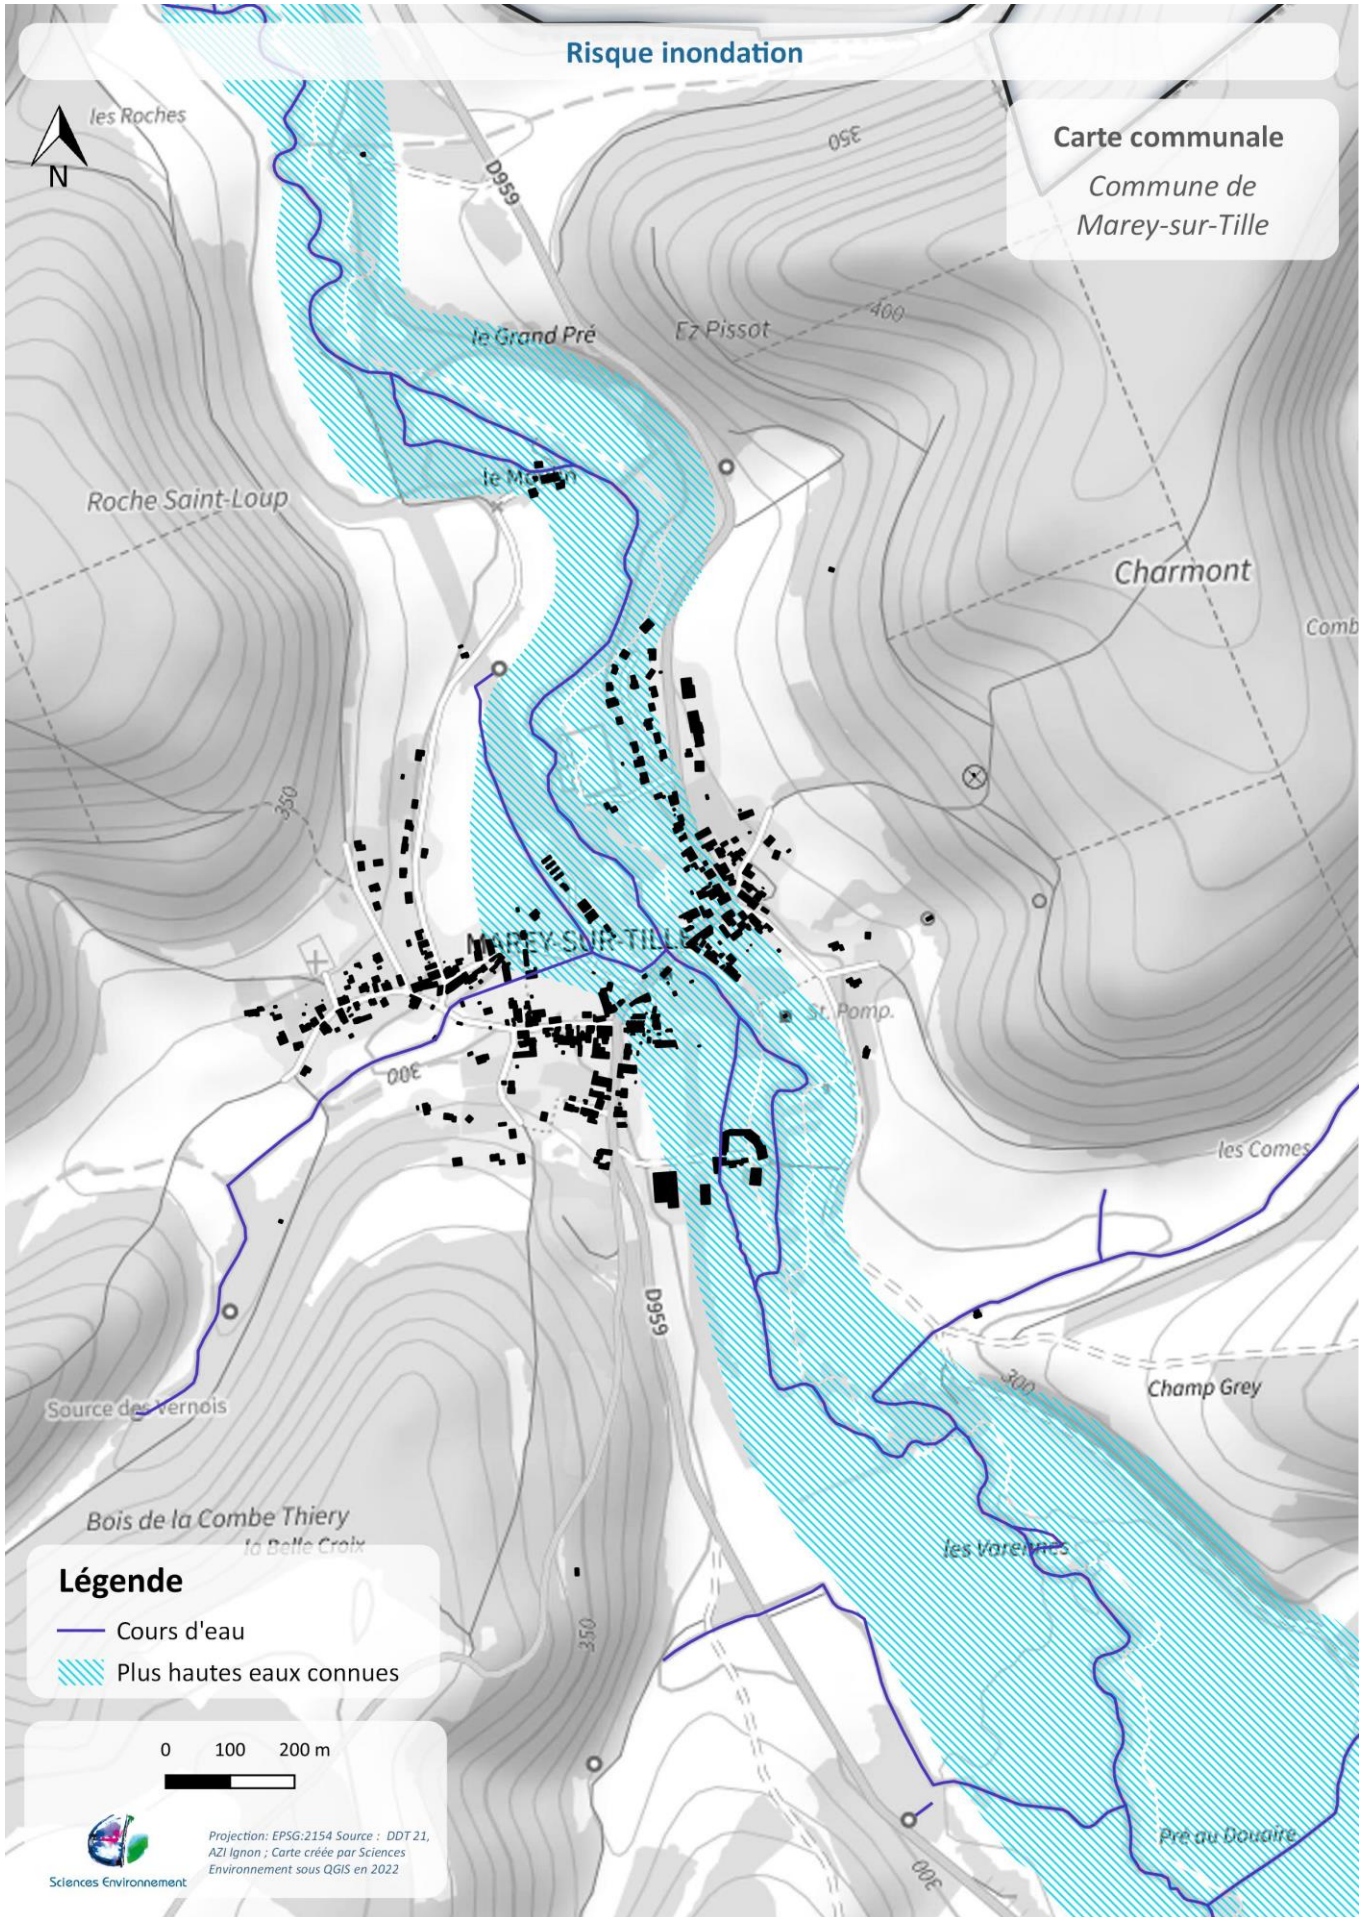 Risque inondation
les Roches
N
D959
350
Carte communale
Commune de
Marey-sur-Tille
400
le Grand Pré
Ez Pissot
Roche Saint-Loup
Charmont
Comb
350
MAREY-SUR-TILLE
St. Pomp.
300
les Comes
D959
300
Champ Grey
Source des Vernois
Bois de la Combe Thiery
la Belle Croix
les Varennes
Légende
Cours d'eau
Plus hautes eaux connues
350
0 100 200 m
Pré au Douaire
300
Projection: EPSG:2154 Source : DDT 21,
AZI Ignon ; Carte créée par Sciences
Environnement sous QGIS en 2022
Sciences Environnement